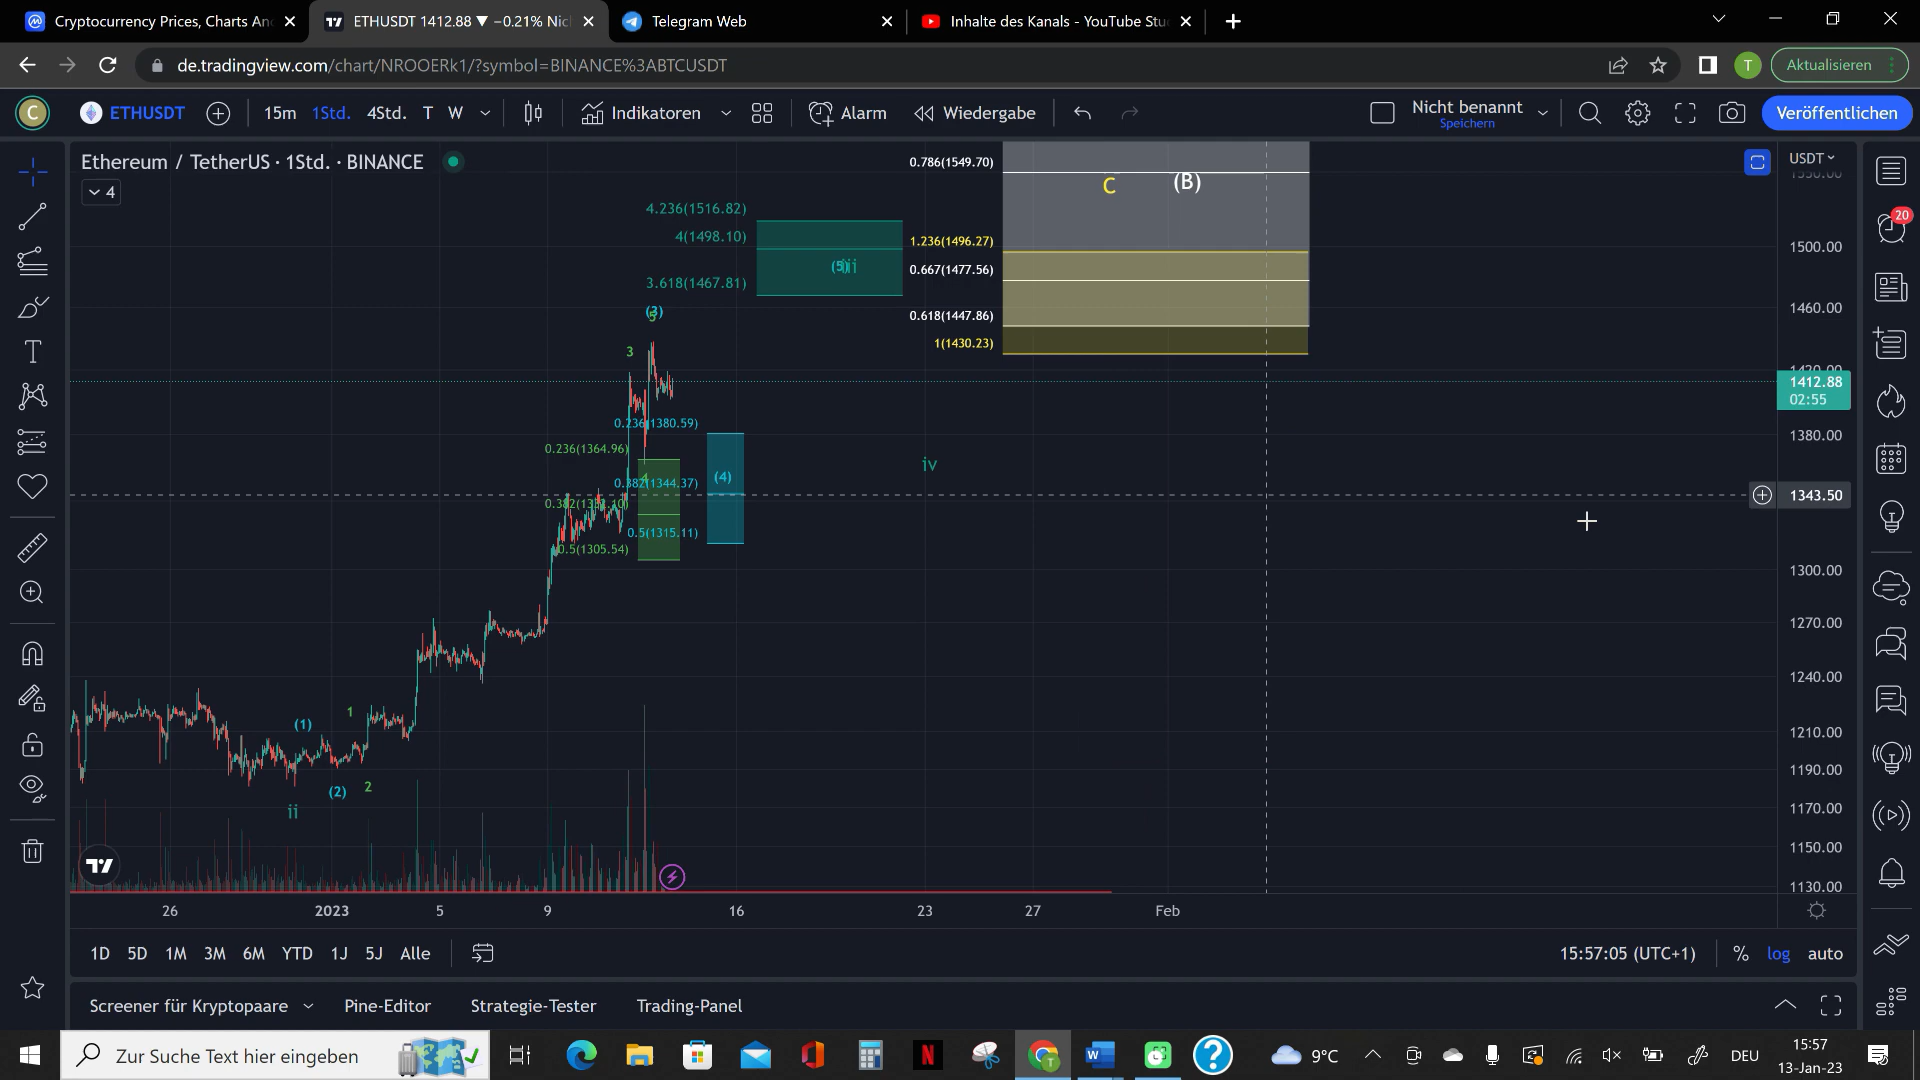 Cryptocurrency Prices, Charts An
ETHUSDT 1412.88 ▼ −0.21% Nic
Telegram Web
Inhalte des Kanals - YouTube Stu
de.tradingview.com/chart/NROOERk1/?symbol=BINANCE%3ABTCUSDT
T
Aktualisieren
C
ETHUSDT
15m
1Std.
4Std.
T
W
Indikatoren
Alarm
Wiedergabe
Nicht benannt
Speichern
Veröffentlichen
Ethereum / TetherUS · 1Std. · BINANCE
4
USDT
20
0.786(1549.70)
C
(B)
4.236(1516.82)
4(1498.10)
1.236(1496.27)
0.667(1477.56)
3.618(1467.81)
0.618(1447.86)
1(1430.23)
(3)
5
3
0.236(1380.59)
0.236(1364.96)
(4)
4
0.382(1344.37)
0.5(1315.11)
0.5(1305.54)
iv
(1)
1
(2)
2
ii
1500.00
1460.00
1420.00
1412.88
02:55
1380.00
1343.50
1300.00
1270.00
1240.00
1210.00
1190.00
1170.00
1150.00
1130.00
26
2023
5
9
16
23
27
Feb
1D
5D
1M
3M
6M
YTD
1J
5J
Alle
15:57:05 (UTC+1)
%
log
auto
Screener für Kryptopaare
Pine-Editor
Strategie-Tester
Trading-Panel
Zur Suche Text hier eingeben
9°C
DEU
15:57
13-Jan-23